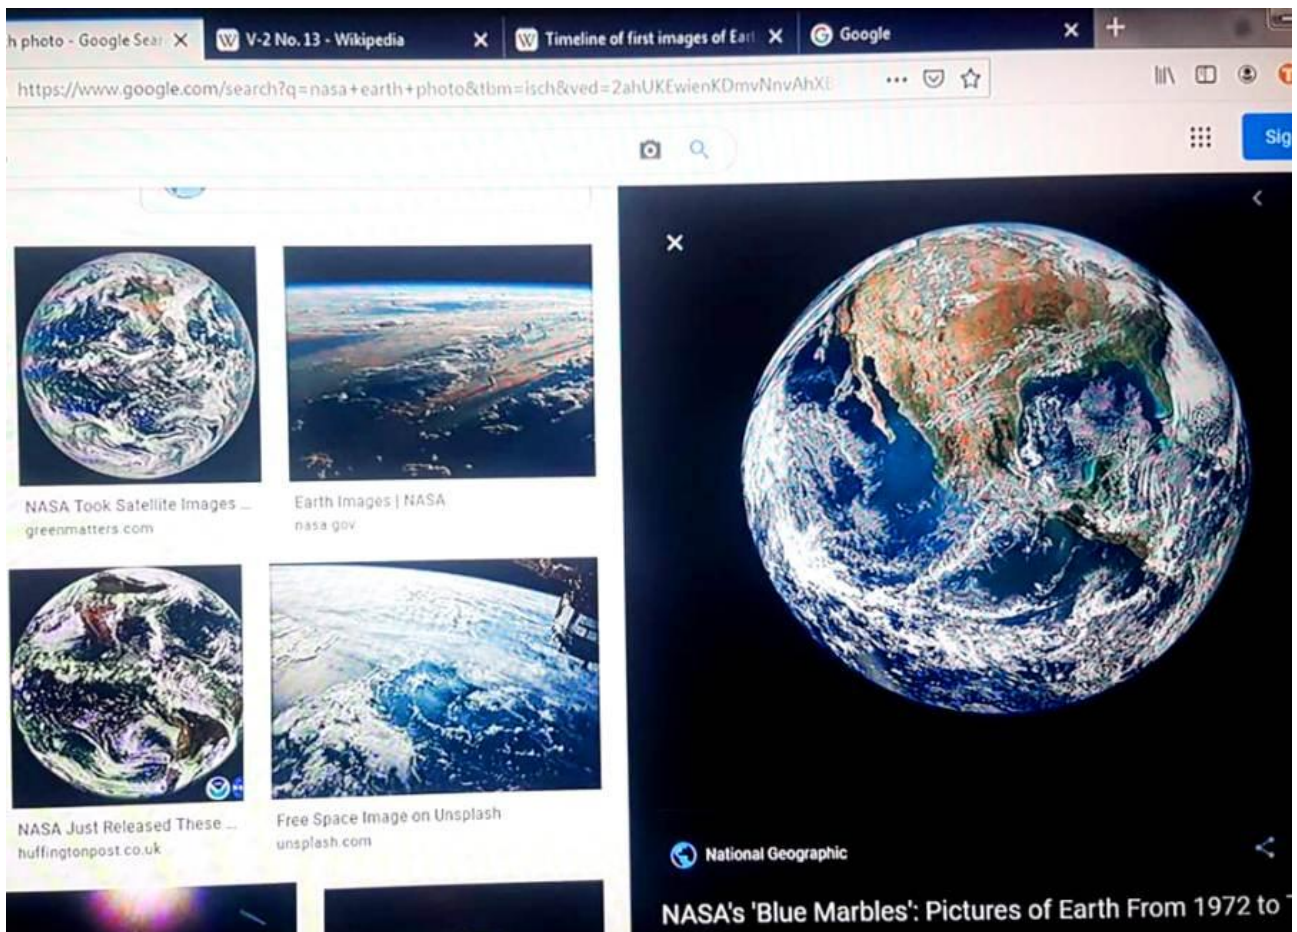 h photo - Google Sear
V-2 No. 13 - Wikipedia
Timeline of first images of Eart
Google
https://www.google.com/search?q=nasa+earth+photo&tbm=isch&ved=2ahUKEwienKDmvNnvAhXE
Sig
NASA Took Satellite Images ...
greenmatters.com
Earth Images | NASA
nasa.gov
NASA Just Released These ...
huffingtonpost.co.uk
Free Space Image on Unsplash
unsplash.com
National Geographic
NASA's 'Blue Marbles': Pictures of Earth From 1972 to